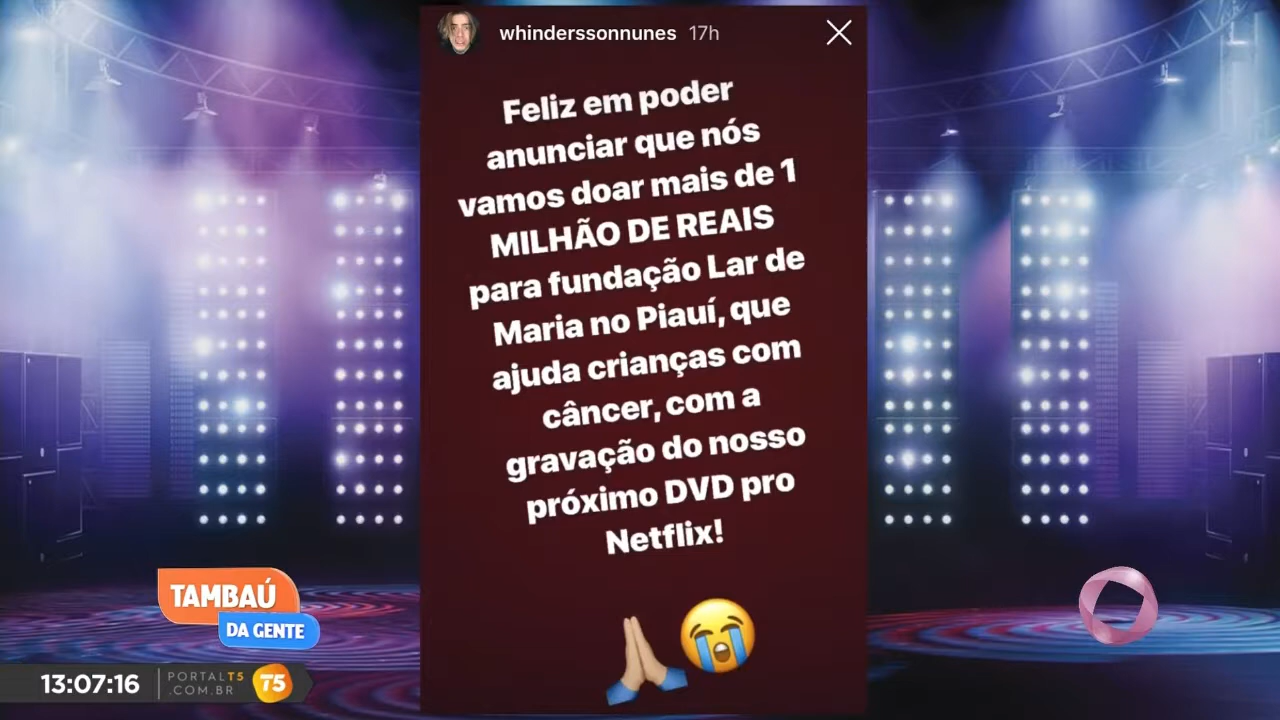 whinderssonnunes 17h
Feliz em poder
anunciar que nós
vamos doar mais de 1
MILHÃO DE REAIS
para fundação Lar de
Maria no Piauí, que
ajuda crianças com
câncer, com a
gravação do nosso
próximo DVD pro
Netflix!
TAMBAÚ
DA GENTE
13:07:16
PORTALT5
.COM.BR
T5